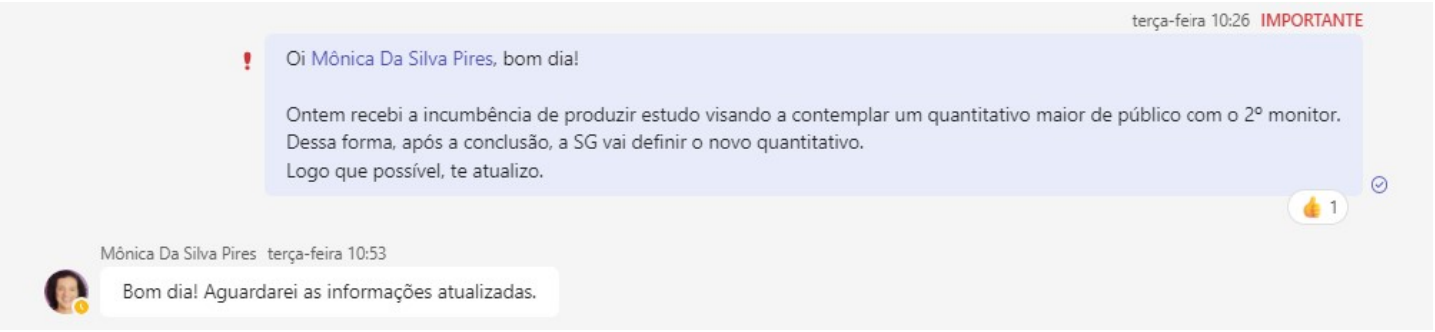 terça-feira 10:26 IMPORTANTE
Oi Mônica Da Silva Pires, bom dia!
Ontem recebi a incumbência de produzir estudo visando a contemplar um quantitativo maior de público com o 2º monitor.
Dessa forma, após a conclusão, a SG vai definir o novo quantitativo.
Logo que possível, te atualizo.
1
Mônica Da Silva Pires terça-feira 10:53
Bom dia! Aguardarei as informações atualizadas.